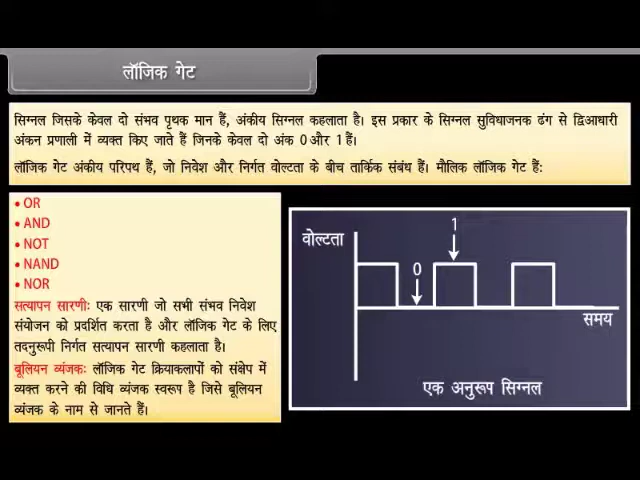 लॉजिक गेट
सिग्नल जिसके केवल दो संभव पृथक मान हैं, अंकीय सिग्नल कहलाता है। इस प्रकार के सिग्नल सुविधाजनक ढंग से द्विआधारी
अंकन प्रणाली में व्यक्त किए जाते हैं जिनके केवल दो अंक 0 और 1 हैं।
लॉजिक गेट अंकीय परिपथ हैं, जो निवेश और निर्गत वोल्टता के बीच तार्किक संबंध हैं। मौलिक लॉजिक गेट हैं:
• OR
• AND
• NOT
• NAND
• NOR
सत्यापन सारणीः एक सारणी जो सभी संभव निवेश
संयोजन को प्रदर्शित करता है और लॉजिक गेट के लिए
तदनुरूपी निर्गत सत्यापन सारणी कहलाता है।
बूलियन व्यंजकः लॉजिक गेट क्रियाकलापों को संक्षेप में
व्यक्त करने की विधि व्यंजक स्वरूप है जिसे बूलियन
व्यंजक के नाम से जानते हैं।
वोल्टता
1
0
समय
एक अनुरूप सिग्नल